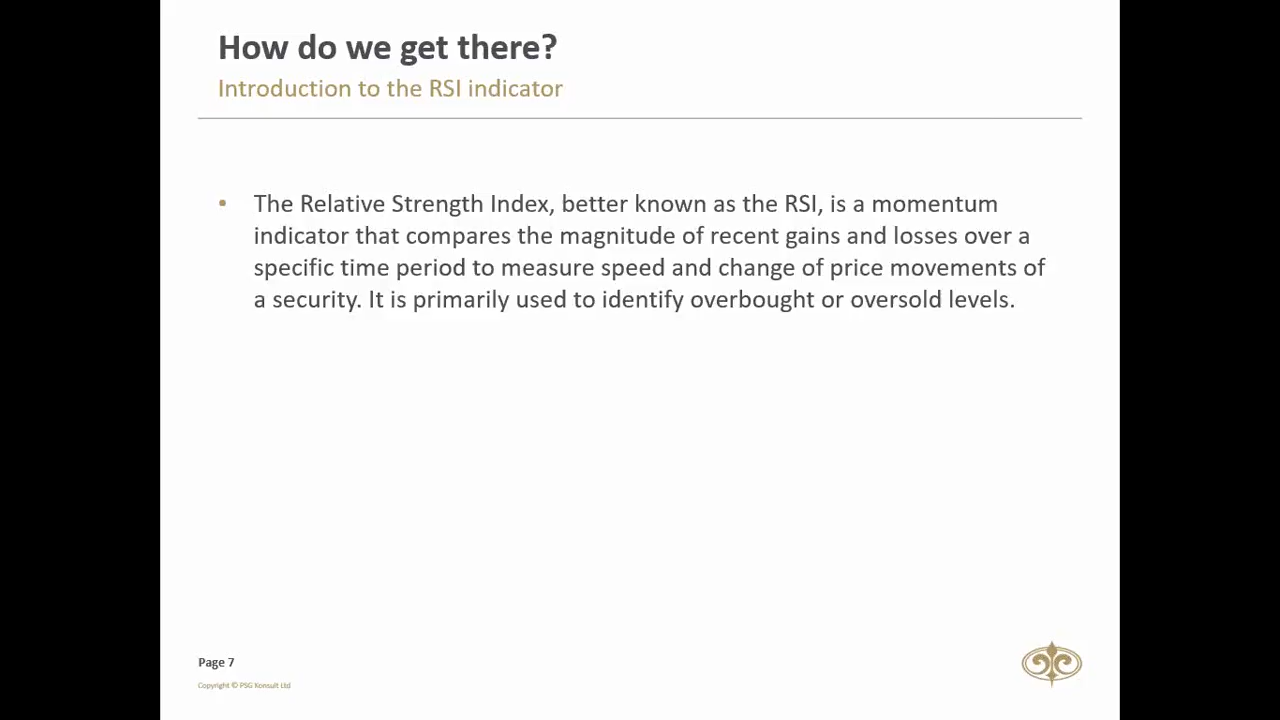 How do we get there?
Introduction to the RSI indicator
• The Relative Strength Index, better known as the RSI, is a momentum
indicator that compares the magnitude of recent gains and losses over a
specific time period to measure speed and change of price movements of
a security. It is primarily used to identify overbought or oversold levels.
Page 7
Copyright © PSG Konsult Ltd